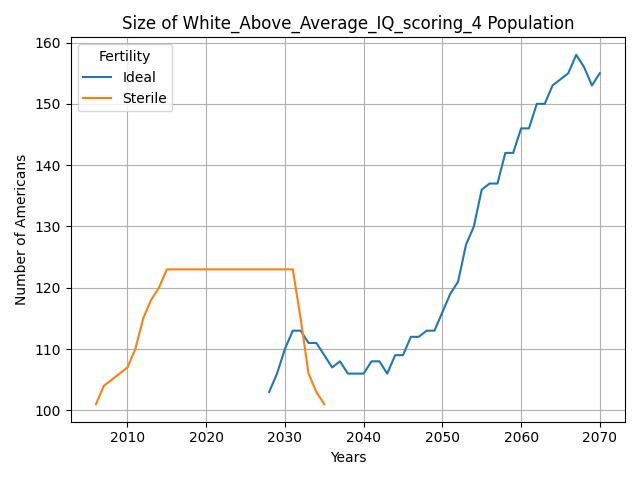 Size of White_Above_Average_IQ_scoring_4 Population
Fertility
Ideal
Sterile
Number of Americans
160
150
140
130
120
110
100
2010 2020 2030 2040 2050 2060 2070
Years